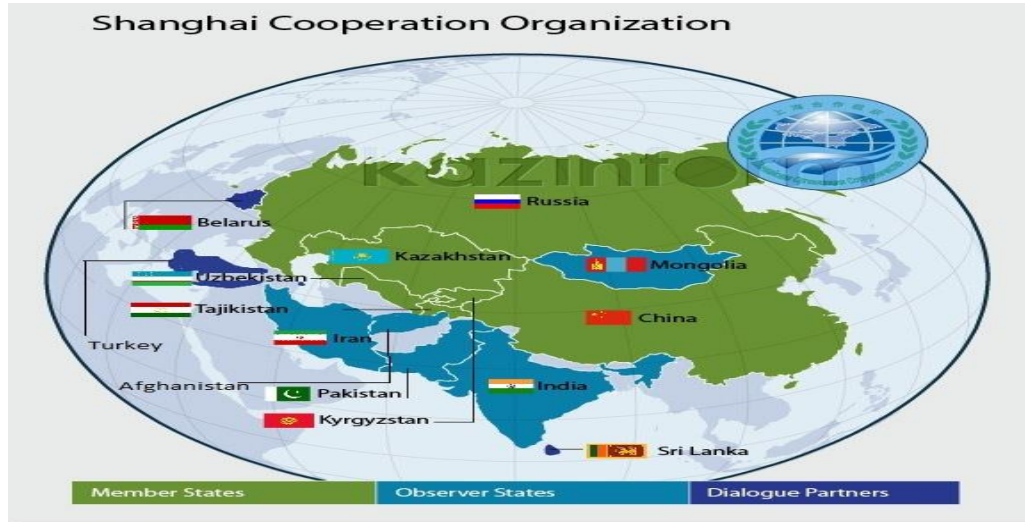 Shanghai Cooperation Organization
kazinform
Russia
Belarus
Kazakhstan
Mongolia
Uzbekistan
Tajikistan
China
Iran
Turkey
Afghanistan
India
Pakistan
Kyrgyzstan
Sri Lanka
Member States
Observer States
Dialogue Partners